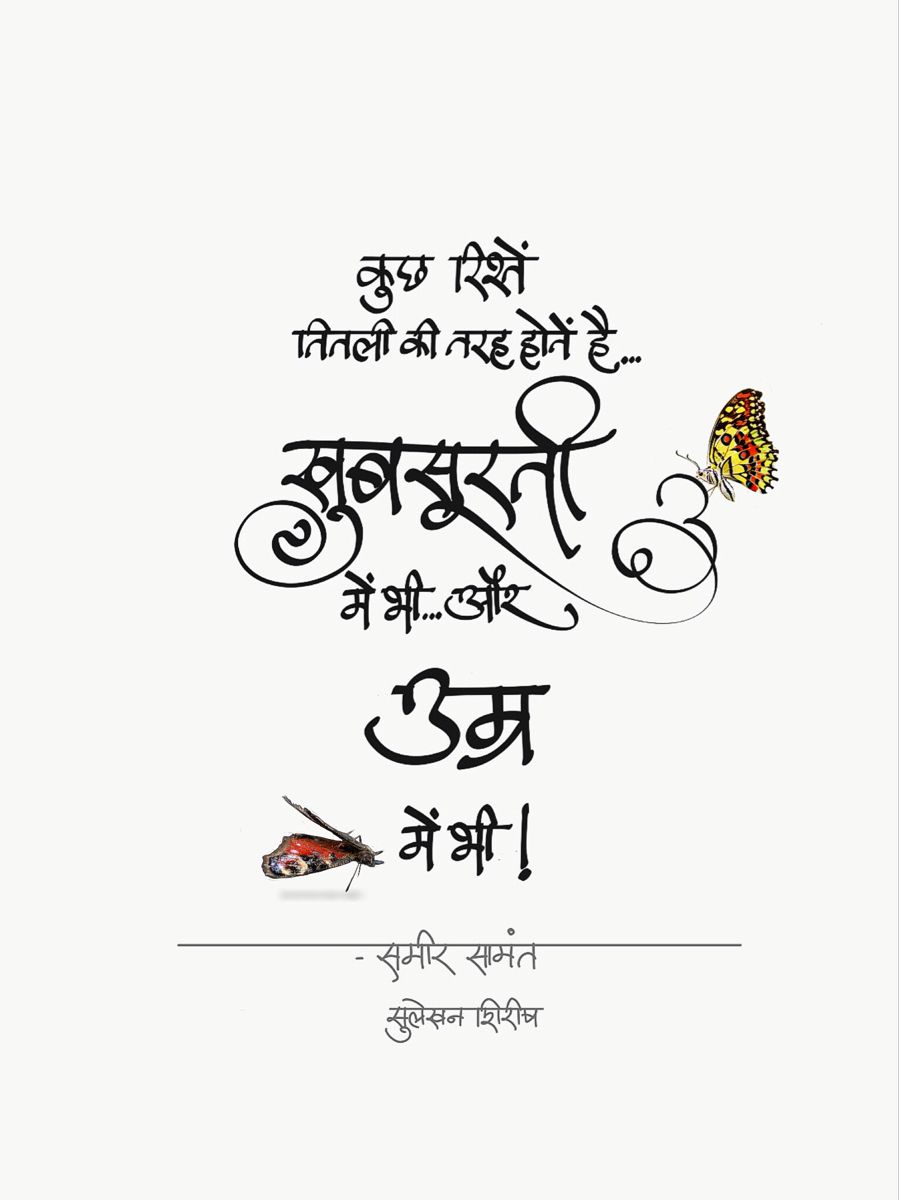 कुछ रिश्तें
तितली की तरह होतें है...
खुबसूरती
में भी...और
उम्र
में भी!
- समीर सामंत
सुलेखन शिरीष